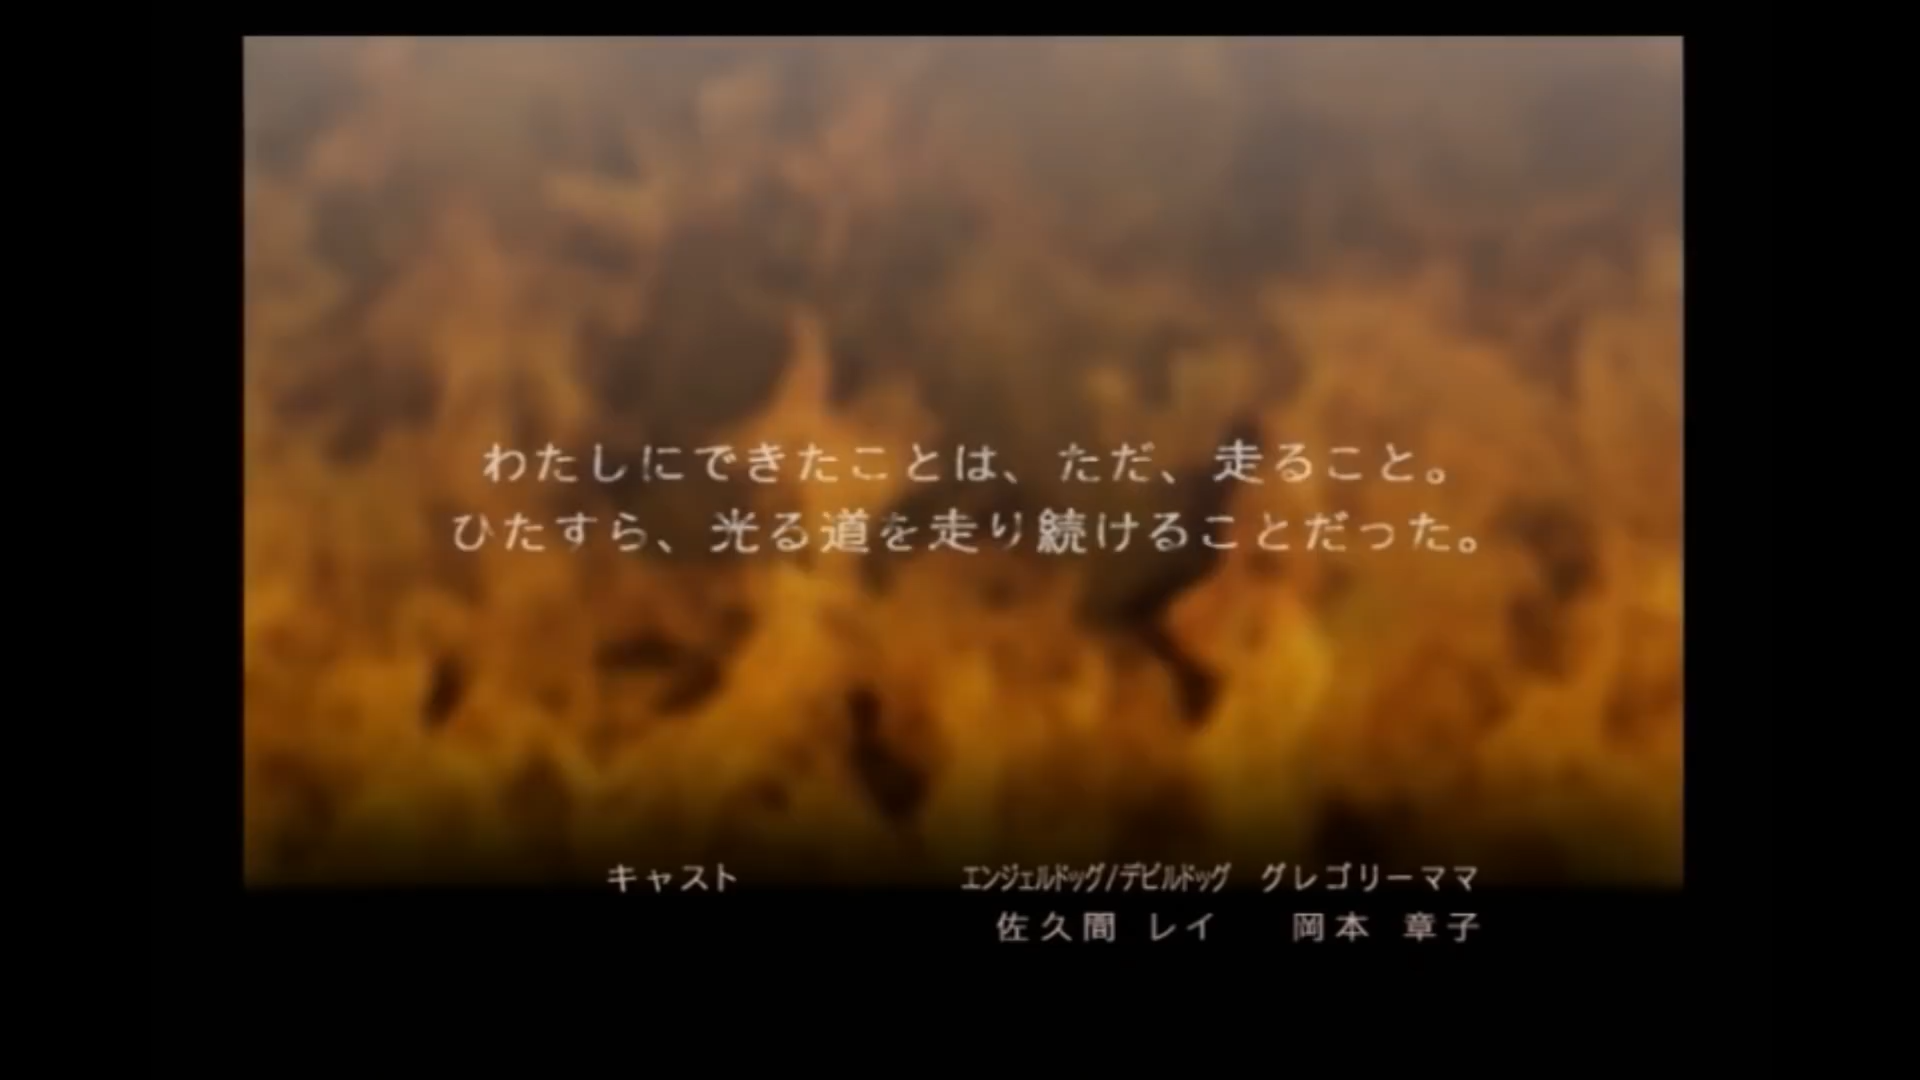 わたしにできたことは、ただ、走ること。
ひたすら、光る道を走り続けることだった。
キャスト エンジェルドッグ/デビルドッグ グレゴリーママ
佐久間 レイ 岡本 章子